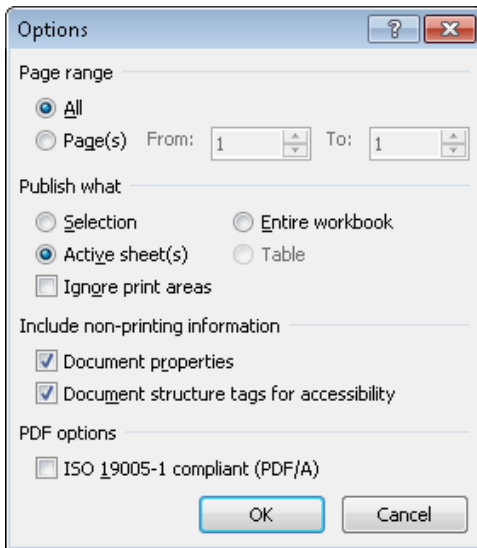 Options
Page range
All
Page(s) From: 1 To: 1
Publish what
Selection Entire workbook
Active sheet(s) Table
Ignore print areas
Include non-printing information
Document properties
Document structure tags for accessibility
PDF options
ISO 19005-1 compliant (PDF/A)
OK Cancel